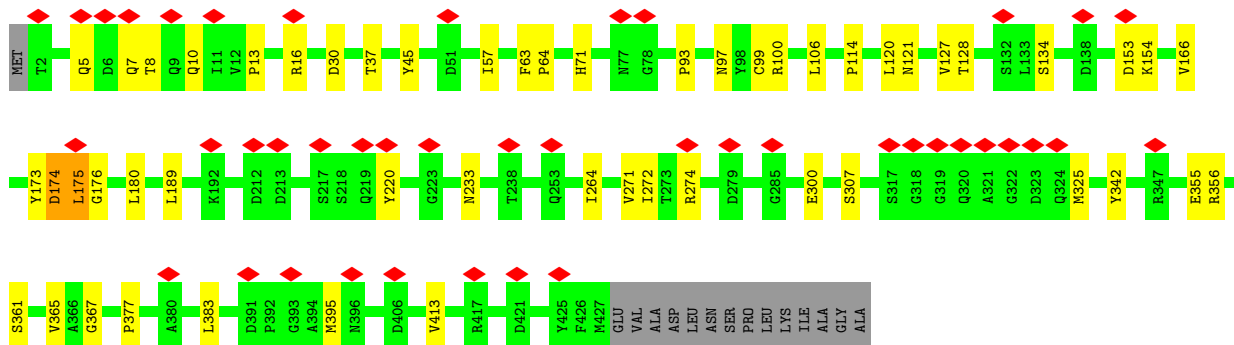 MET T2 Q5 D6 Q7 T8 Q9 Q10 I11 V12 P13 R16 D30 T37 Y45 D51 I57 F63 P64 H71 N77 G78 P93 N97 Y98 C99 R100 L106 P114 L120 N121 V127 T128 S132 L133 S134 D138 D153 K154 V166
Y173 D174 L175 G176 L180 L189 K192 D212 D213 S217 S218 Q219 Y220 G223 N233 T238 Q253 I264 V271 I272 T273 R274 D279 G285 E300 S307 S317 G318 G319 Q320 A321 G322 D323 Q324 M325 Y342 R347 E355 R356
S361 V365 A366 G367 P377 A380 L383 D391 P392 G393 A394 M395 N396 D406 V413 R417 D421 Y425 F426 M427 GLU VAL ALA ASP LEU ASN SER PRO LEU LYS ILE ALA GLY ALA